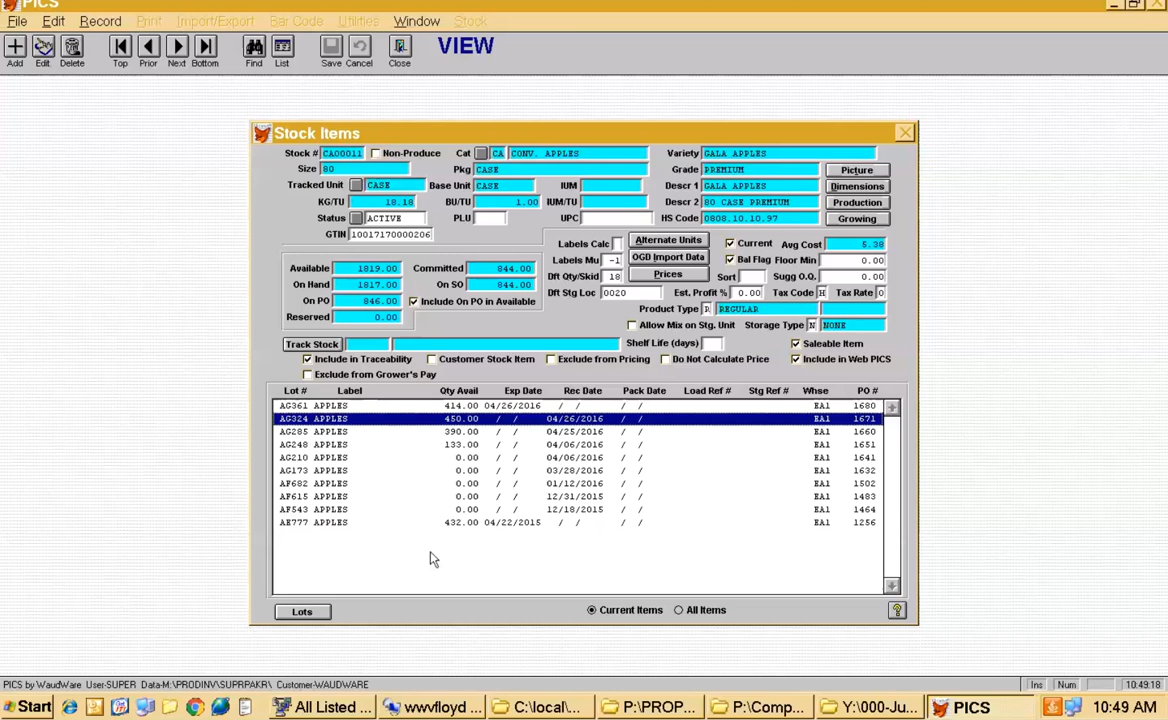 PICS
File Edit Record Print Import/Export Bar Code Utilities Window Stock
Add Edit Delete Top Prior Next Bottom Find List Save Cancel Close
VIEW
Stock Items
Stock # CA00011 Non-Produce Cat CA CONV. APPLES Variety GALA APPLES
Size 80 Pkg CASE Grade PREMIUM Picture
Tracked Unit CASE Base Unit CASE IUM Descr 1 GALA APPLES Dimensions
KG/TU 18.18 BU/TU 1.00 IUM/TU Descr 2 80 CASE PREMIUM Production
Status ACTIVE PLU UPC HS Code 0808.10.10.97 Growing
GTIN 10017170000206
Labels Calc Alternate Units Current Avg Cost 5.38
Labels Mu -1 OGD Import Data Bal Flag Floor Min 0.00
Available 1819.00 Committed 844.00 Dft Qty/Skid 18 Prices Sort Sugg O.Q. 0.00
On Hand 1817.00 On SO 844.00 Dft Stg Loc 0020 Est. Profit % 0.00 Tax Code H Tax Rate 0
On PO 846.00 Include On PO in Available Product Type R REGULAR
Reserved 0.00 Allow Mix on Stg. Unit Storage Type N NONE
Track Stock Shelf Life (days) Saleable Item
Include in Traceability Customer Stock Item Exclude from Pricing Do Not Calculate Price Include in Web PICS
Exclude from Grower's Pay
Lot # Label Qty Avail Exp Date Rec Date Pack Date Load Ref # Stg Ref # Whse PO #
AG361 APPLES 414.00 04/26/2016 / / / / EA1 1680
AG324 APPLES 450.00 / / 04/26/2016 / / EA1 1671
AG285 APPLES 390.00 / / 04/25/2016 / / EA1 1660
AG248 APPLES 133.00 / / 04/06/2016 / / EA1 1651
AG210 APPLES 0.00 / / 04/06/2016 / / EA1 1641
AG173 APPLES 0.00 / / 03/28/2016 / / EA1 1632
AF682 APPLES 0.00 / / 01/12/2016 / / EA1 1502
AF615 APPLES 0.00 / / 12/31/2015 / / EA1 1483
AF543 APPLES 0.00 / / 12/18/2015 / / EA1 1464
AE777 APPLES 432.00 04/22/2015 / / / / EA1 1256
Lots Current Items All Items ?
PICS by WaudWare User-SUPER Data-M:\PRODINV\SUPRPAKR\ Customer-WAUDWARE Ins Num 10:49:18
Start All Listed ... wwvfloyd C:\local... P:\PROP... P:\Comp... Y:\000-Ju... PICS 10:49 AM